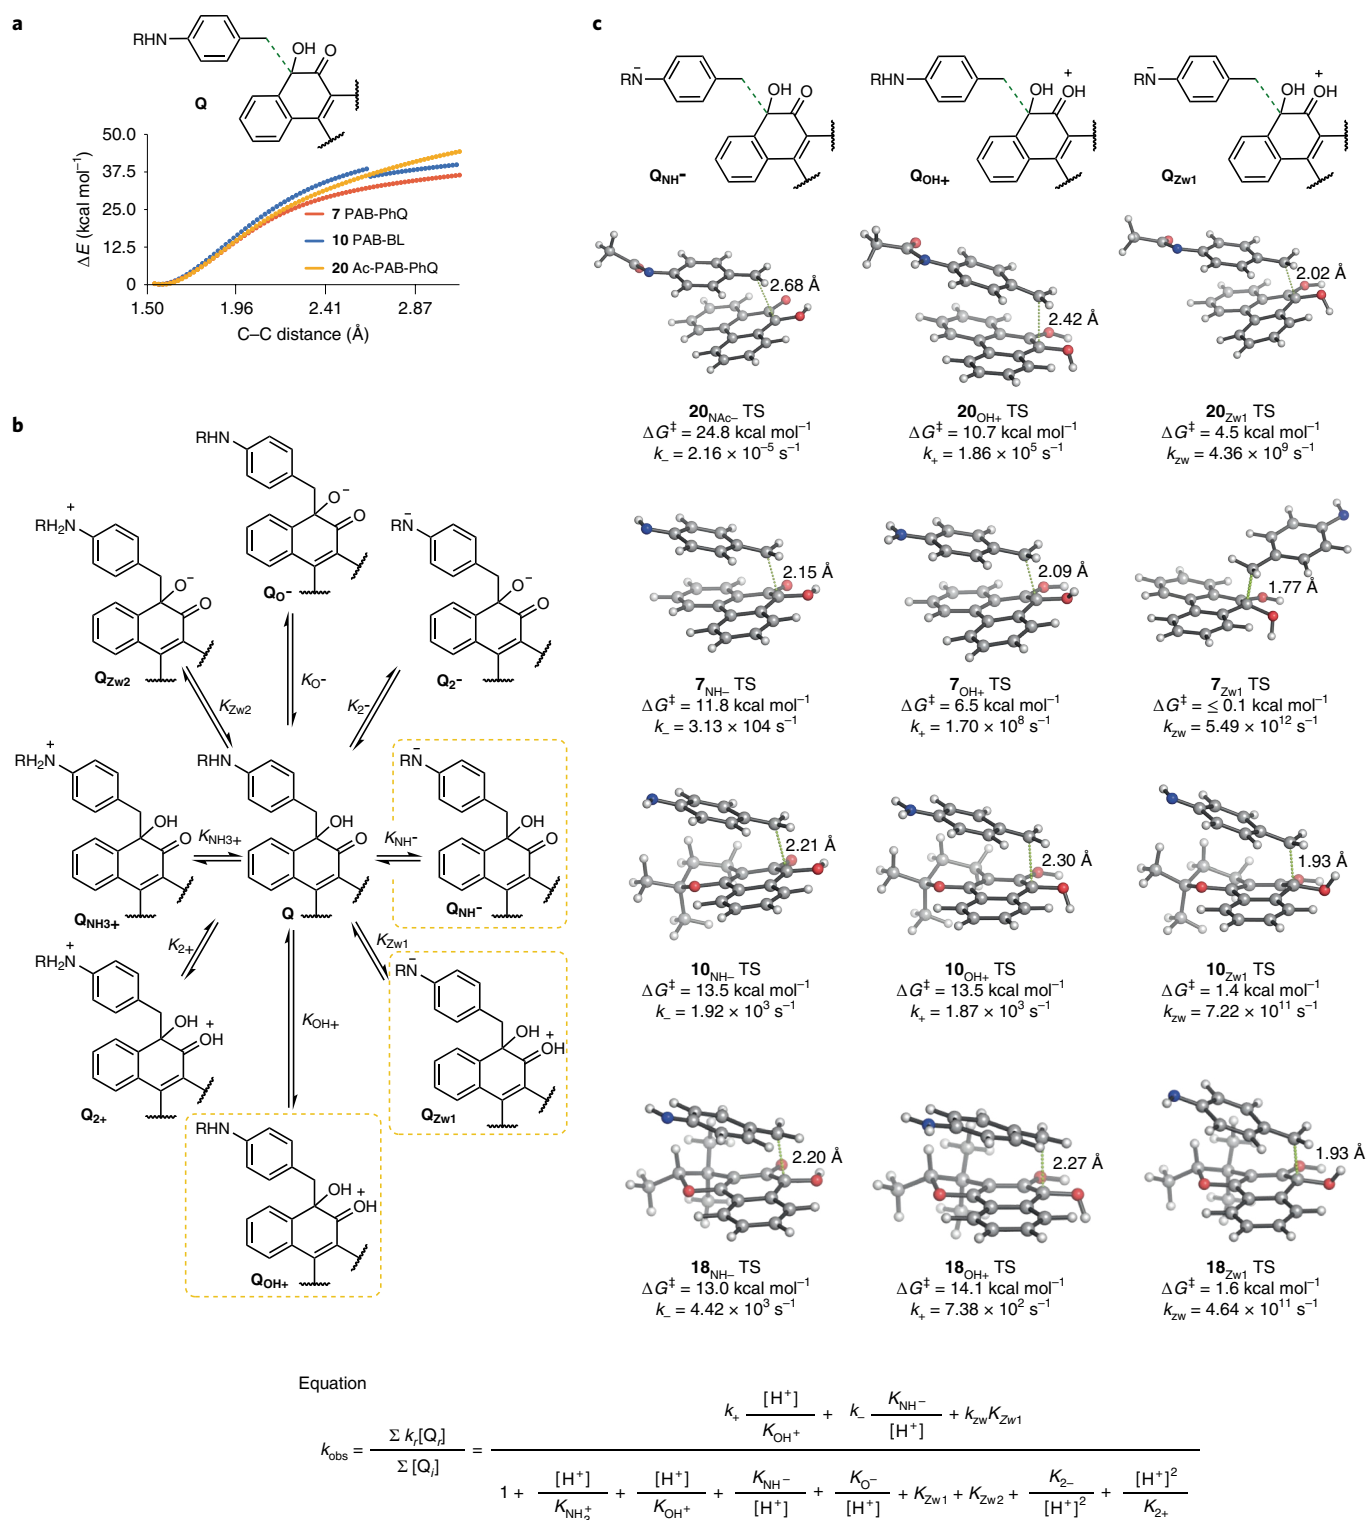 a
RHN
OH
O
Q
50.0
37.5
25.0
12.5
0
ΔE (kcal mol⁻¹)
1.50
1.96
2.41
2.87
C–C distance (Å)
7 PAB-PhQ
10 PAB-BL
20 Ac-PAB-PhQ
b
RHN
O⁻
O
Q_O⁻
RH₂N⁺
O⁻
O
Q_Zw2
RN⁻
O⁻
O
Q_2⁻
K_Zw2
K_O⁻
K_2⁻
RH₂N⁺
OH
O
Q_NH3+
K_NH3+
RHN
OH
O
Q
K_NH⁻
RN⁻
OH
O
Q_NH⁻
K_2+
K_OH+
K_Zw1
RH₂N⁺
OH
⁺OH
Q_2+
RN⁻
OH
⁺OH
Q_Zw1
RHN
OH
⁺OH
Q_OH+
c
RN⁻
OH
O
Q_NH⁻
RHN
OH
⁺OH
Q_OH+
RN⁻
OH
⁺OH
Q_Zw1
2.68 Å
2.42 Å
2.02 Å
20_NAc– TS
ΔG‡ = 24.8 kcal mol⁻¹
k₋ = 2.16 × 10⁻⁵ s⁻¹
20_OH+ TS
ΔG‡ = 10.7 kcal mol⁻¹
k₊ = 1.86 × 10⁵ s⁻¹
20_Zw1 TS
ΔG‡ = 4.5 kcal mol⁻¹
k_zw = 4.36 × 10⁹ s⁻¹
2.15 Å
2.09 Å
1.77 Å
7_NH– TS
ΔG‡ = 11.8 kcal mol⁻¹
k₋ = 3.13 × 104 s⁻¹
7_OH+ TS
ΔG‡ = 6.5 kcal mol⁻¹
k₊ = 1.70 × 10⁸ s⁻¹
7_Zw1 TS
ΔG‡ = ≤ 0.1 kcal mol⁻¹
k_zw = 5.49 × 10¹² s⁻¹
2.21 Å
2.30 Å
1.93 Å
10_NH– TS
ΔG‡ = 13.5 kcal mol⁻¹
k₋ = 1.92 × 10³ s⁻¹
10_OH+ TS
ΔG‡ = 13.5 kcal mol⁻¹
k₊ = 1.87 × 10³ s⁻¹
10_Zw1 TS
ΔG‡ = 1.4 kcal mol⁻¹
k_zw = 7.22 × 10¹¹ s⁻¹
2.20 Å
2.27 Å
1.93 Å
18_NH– TS
ΔG‡ = 13.0 kcal mol⁻¹
k₋ = 4.42 × 10³ s⁻¹
18_OH+ TS
ΔG‡ = 14.1 kcal mol⁻¹
k₊ = 7.38 × 10² s⁻¹
18_Zw1 TS
ΔG‡ = 1.6 kcal mol⁻¹
k_zw = 4.64 × 10¹¹ s⁻¹
Equation
k_obs = Σ k_r[Q_r] / Σ [Q_i] =
k₊ [H⁺] / K_OH⁺ + k₋ K_NH⁻ / [H⁺] + k_zw K_Zw1
1 + [H⁺] / K_NH₃⁺ + [H⁺] / K_OH⁺ + K_NH⁻ / [H⁺] + K_O⁻ / [H⁺] + K_Zw1 + K_Zw2 + K_2− / [H⁺]² + [H⁺]² / K_2+